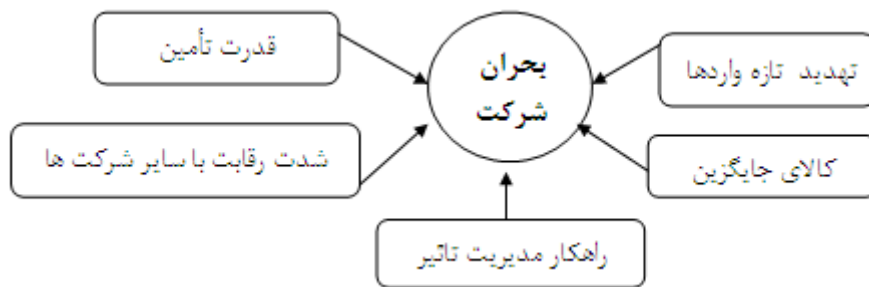 قدرت تأمین
بحران
شرکت
تهدید تازه واردها
شدت رقابت با سایر شرکت ها
کالای جایگزین
راهکار مدیریت تاثیر